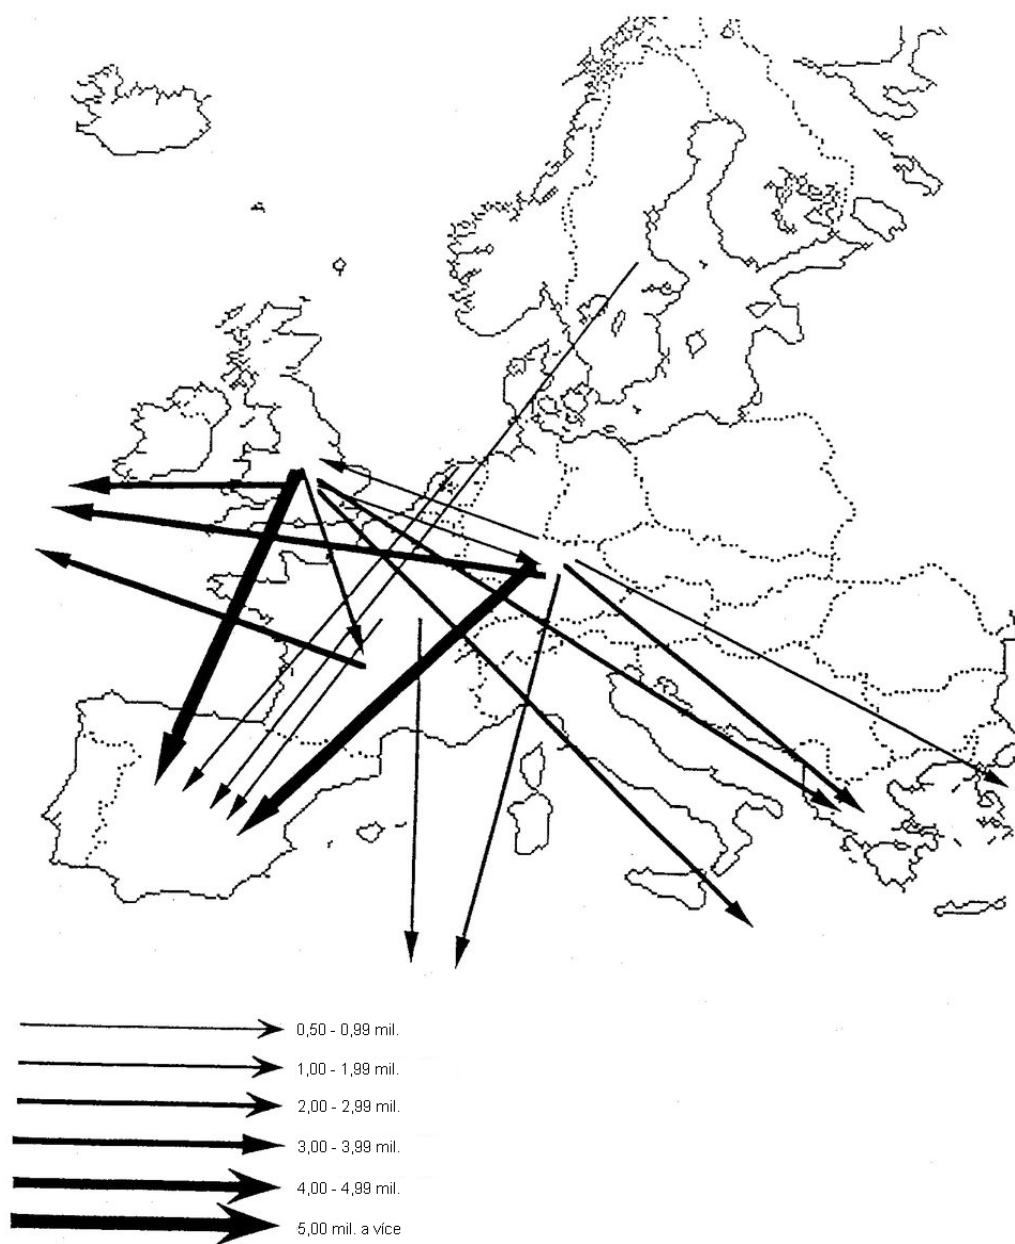 0,50 - 0,99 mil.
1,00 - 1,99 mil.
2,00 - 2,99 mil.
3,00 - 3,99 mil.
4,00 - 4,99 mil.
5,00 mil. a více